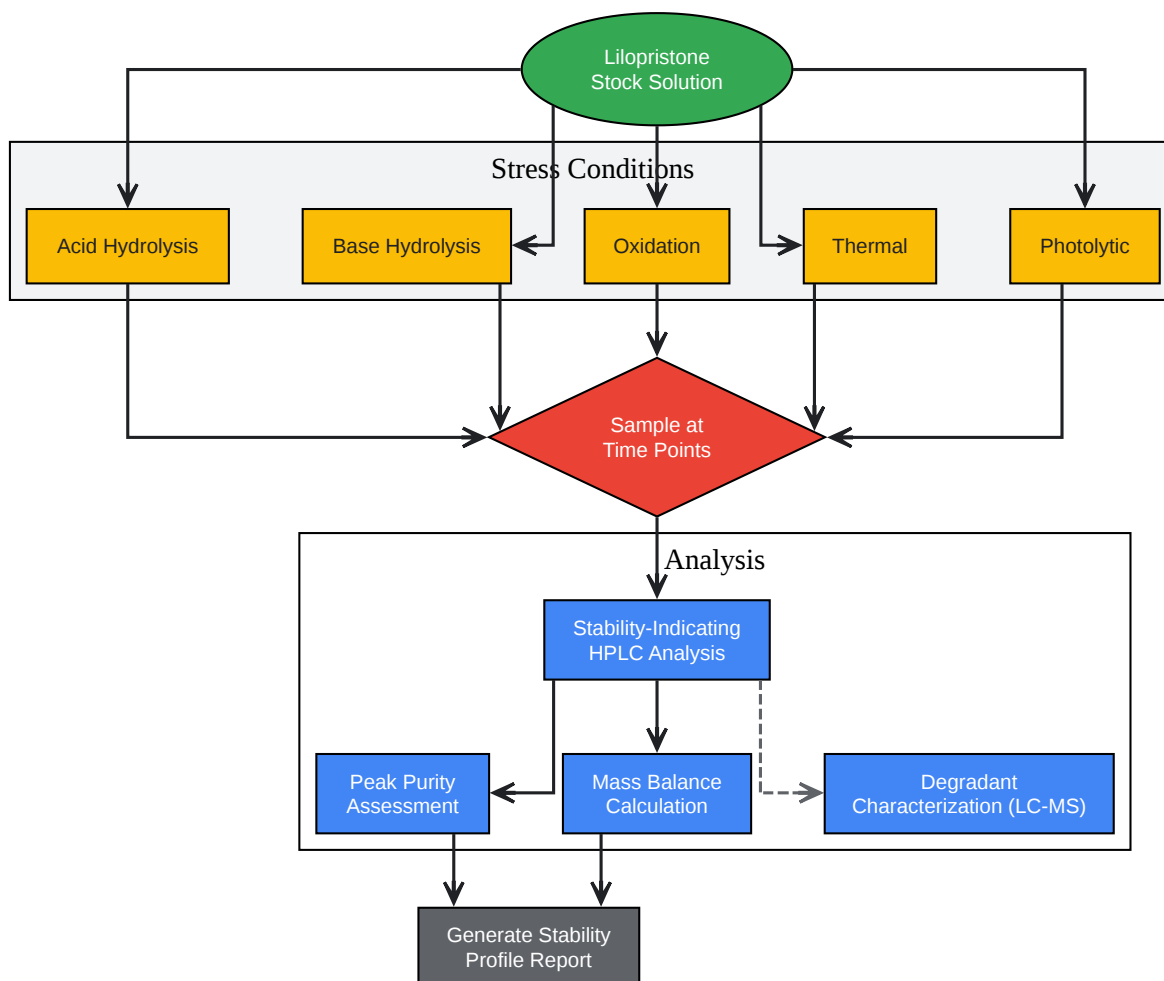 Lilopristone
Stock Solution
Stress Conditions
Acid Hydrolysis
Base Hydrolysis
Oxidation
Thermal
Photolytic
Sample at
Time Points
Analysis
Stability-Indicating
HPLC Analysis
Peak Purity
Assessment
Mass Balance
Calculation
Degradant
Characterization (LC-MS)
Generate Stability
Profile Report